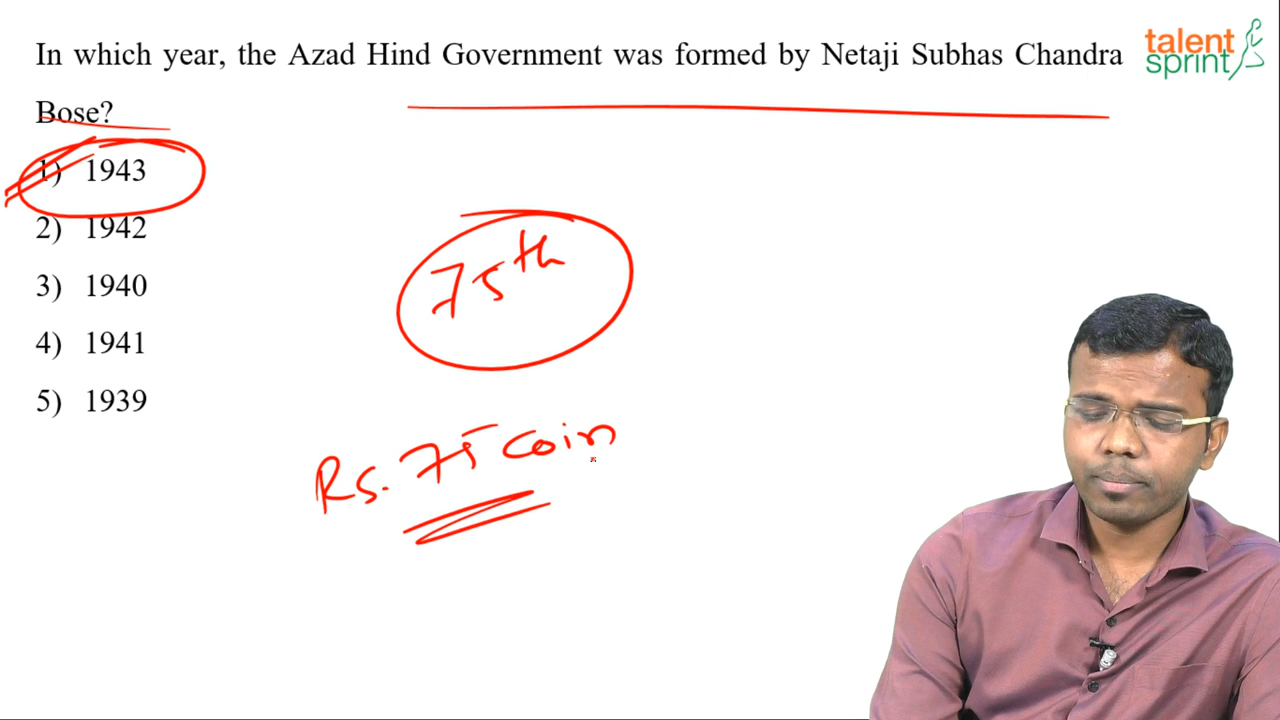 In which year, the Azad Hind Government was formed by Netaji Subhas Chandra
Bose?
talent
sprint
1) 1943
2) 1942
3) 1940
4) 1941
5) 1939
75th
Rs. 75 coin